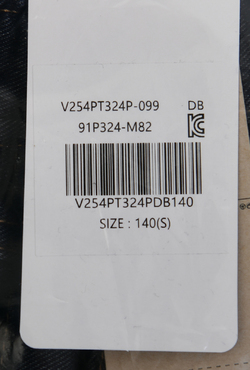 V254PT324P-099 DB
91P324-M82
V254PT324PDB140
SIZE : 140(S)